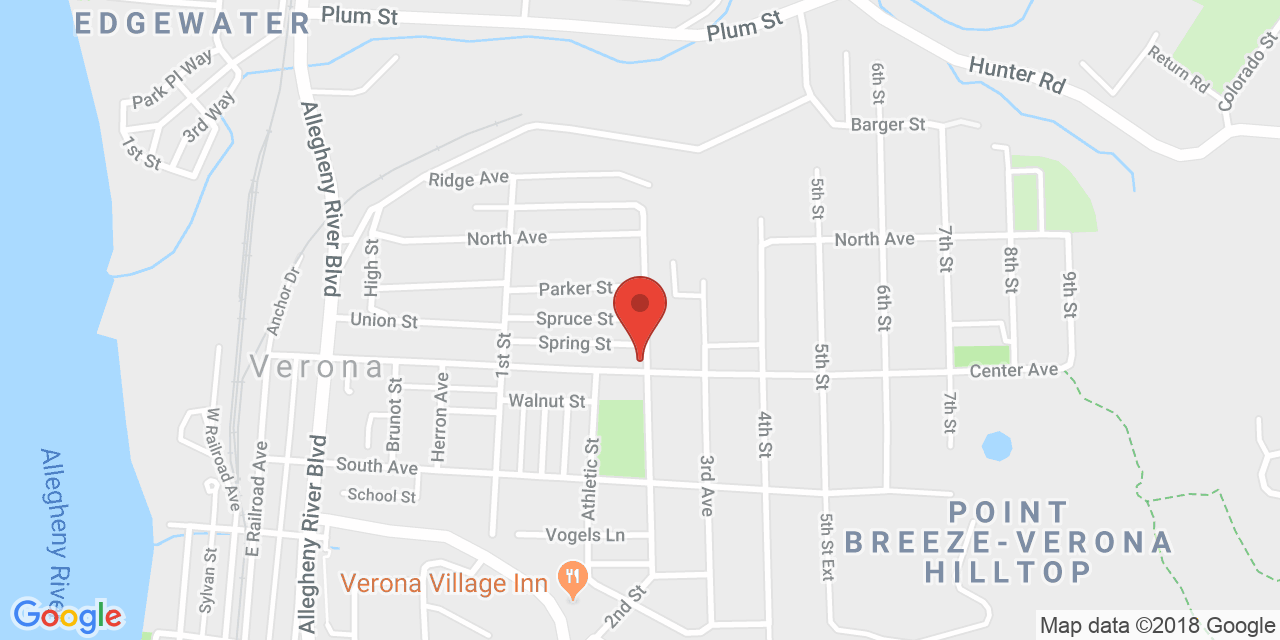 EDGEWATER
Plum St
Plum St
Hunter Rd
Return Rd
Colorado St
Park Pl Way
3rd Way
1st St
Allegheny River Blvd
6th St
Barger St
Ridge Ave
5th St
North Ave
North Ave
7th St
8th St
9th St
High St
Anchor Dr
Parker St
6th St
Union St
Spruce St
Spring St
1st St
Verona
5th St
Center Ave
Brunot St
Herron Ave
Walnut St
4th St
7th St
W Railroad Ave
E Railroad Ave
Allegheny River Blvd
South Ave
School St
Athletic St
3rd Ave
Allegheny Rive
POINT
BREEZE-VERONA
HILLTOP
Vogels Ln
5th St Ext
Sylvan St
Verona Village Inn
2nd St
Google
Map data ©2018 Google